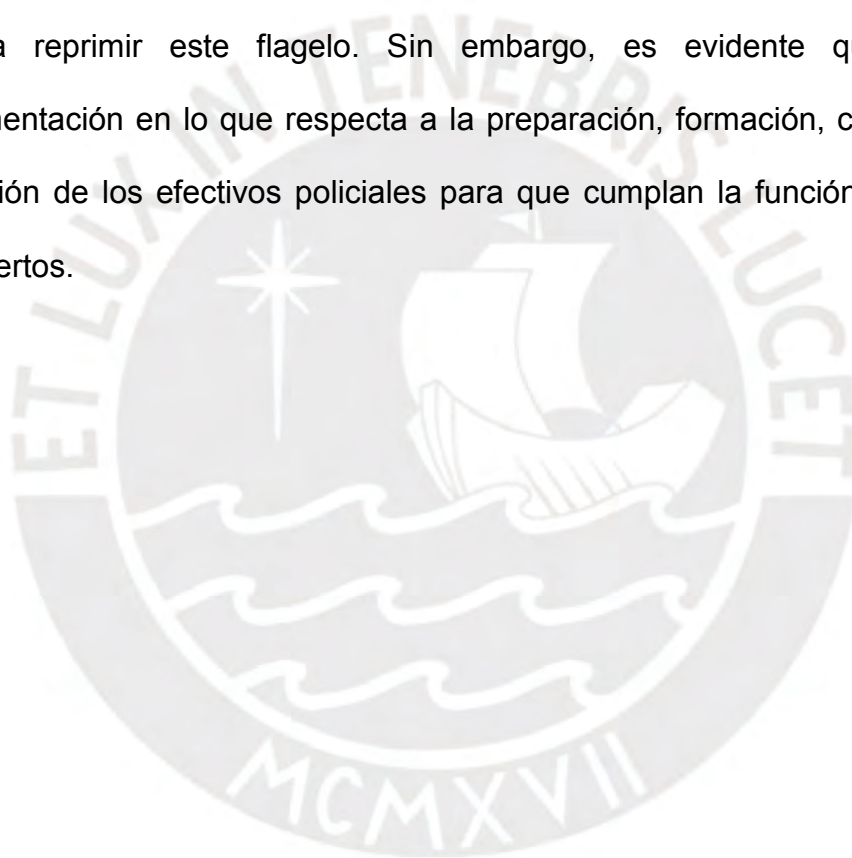 a reprimir este flagelo. Sin embargo, es evidente qu
nentación en lo que respecta a la preparación, formación, c
ión de los efectivos policiales para que cumplan la función
ertos.
ET LUX IN TENEBRIS LUCET
MCMXVII